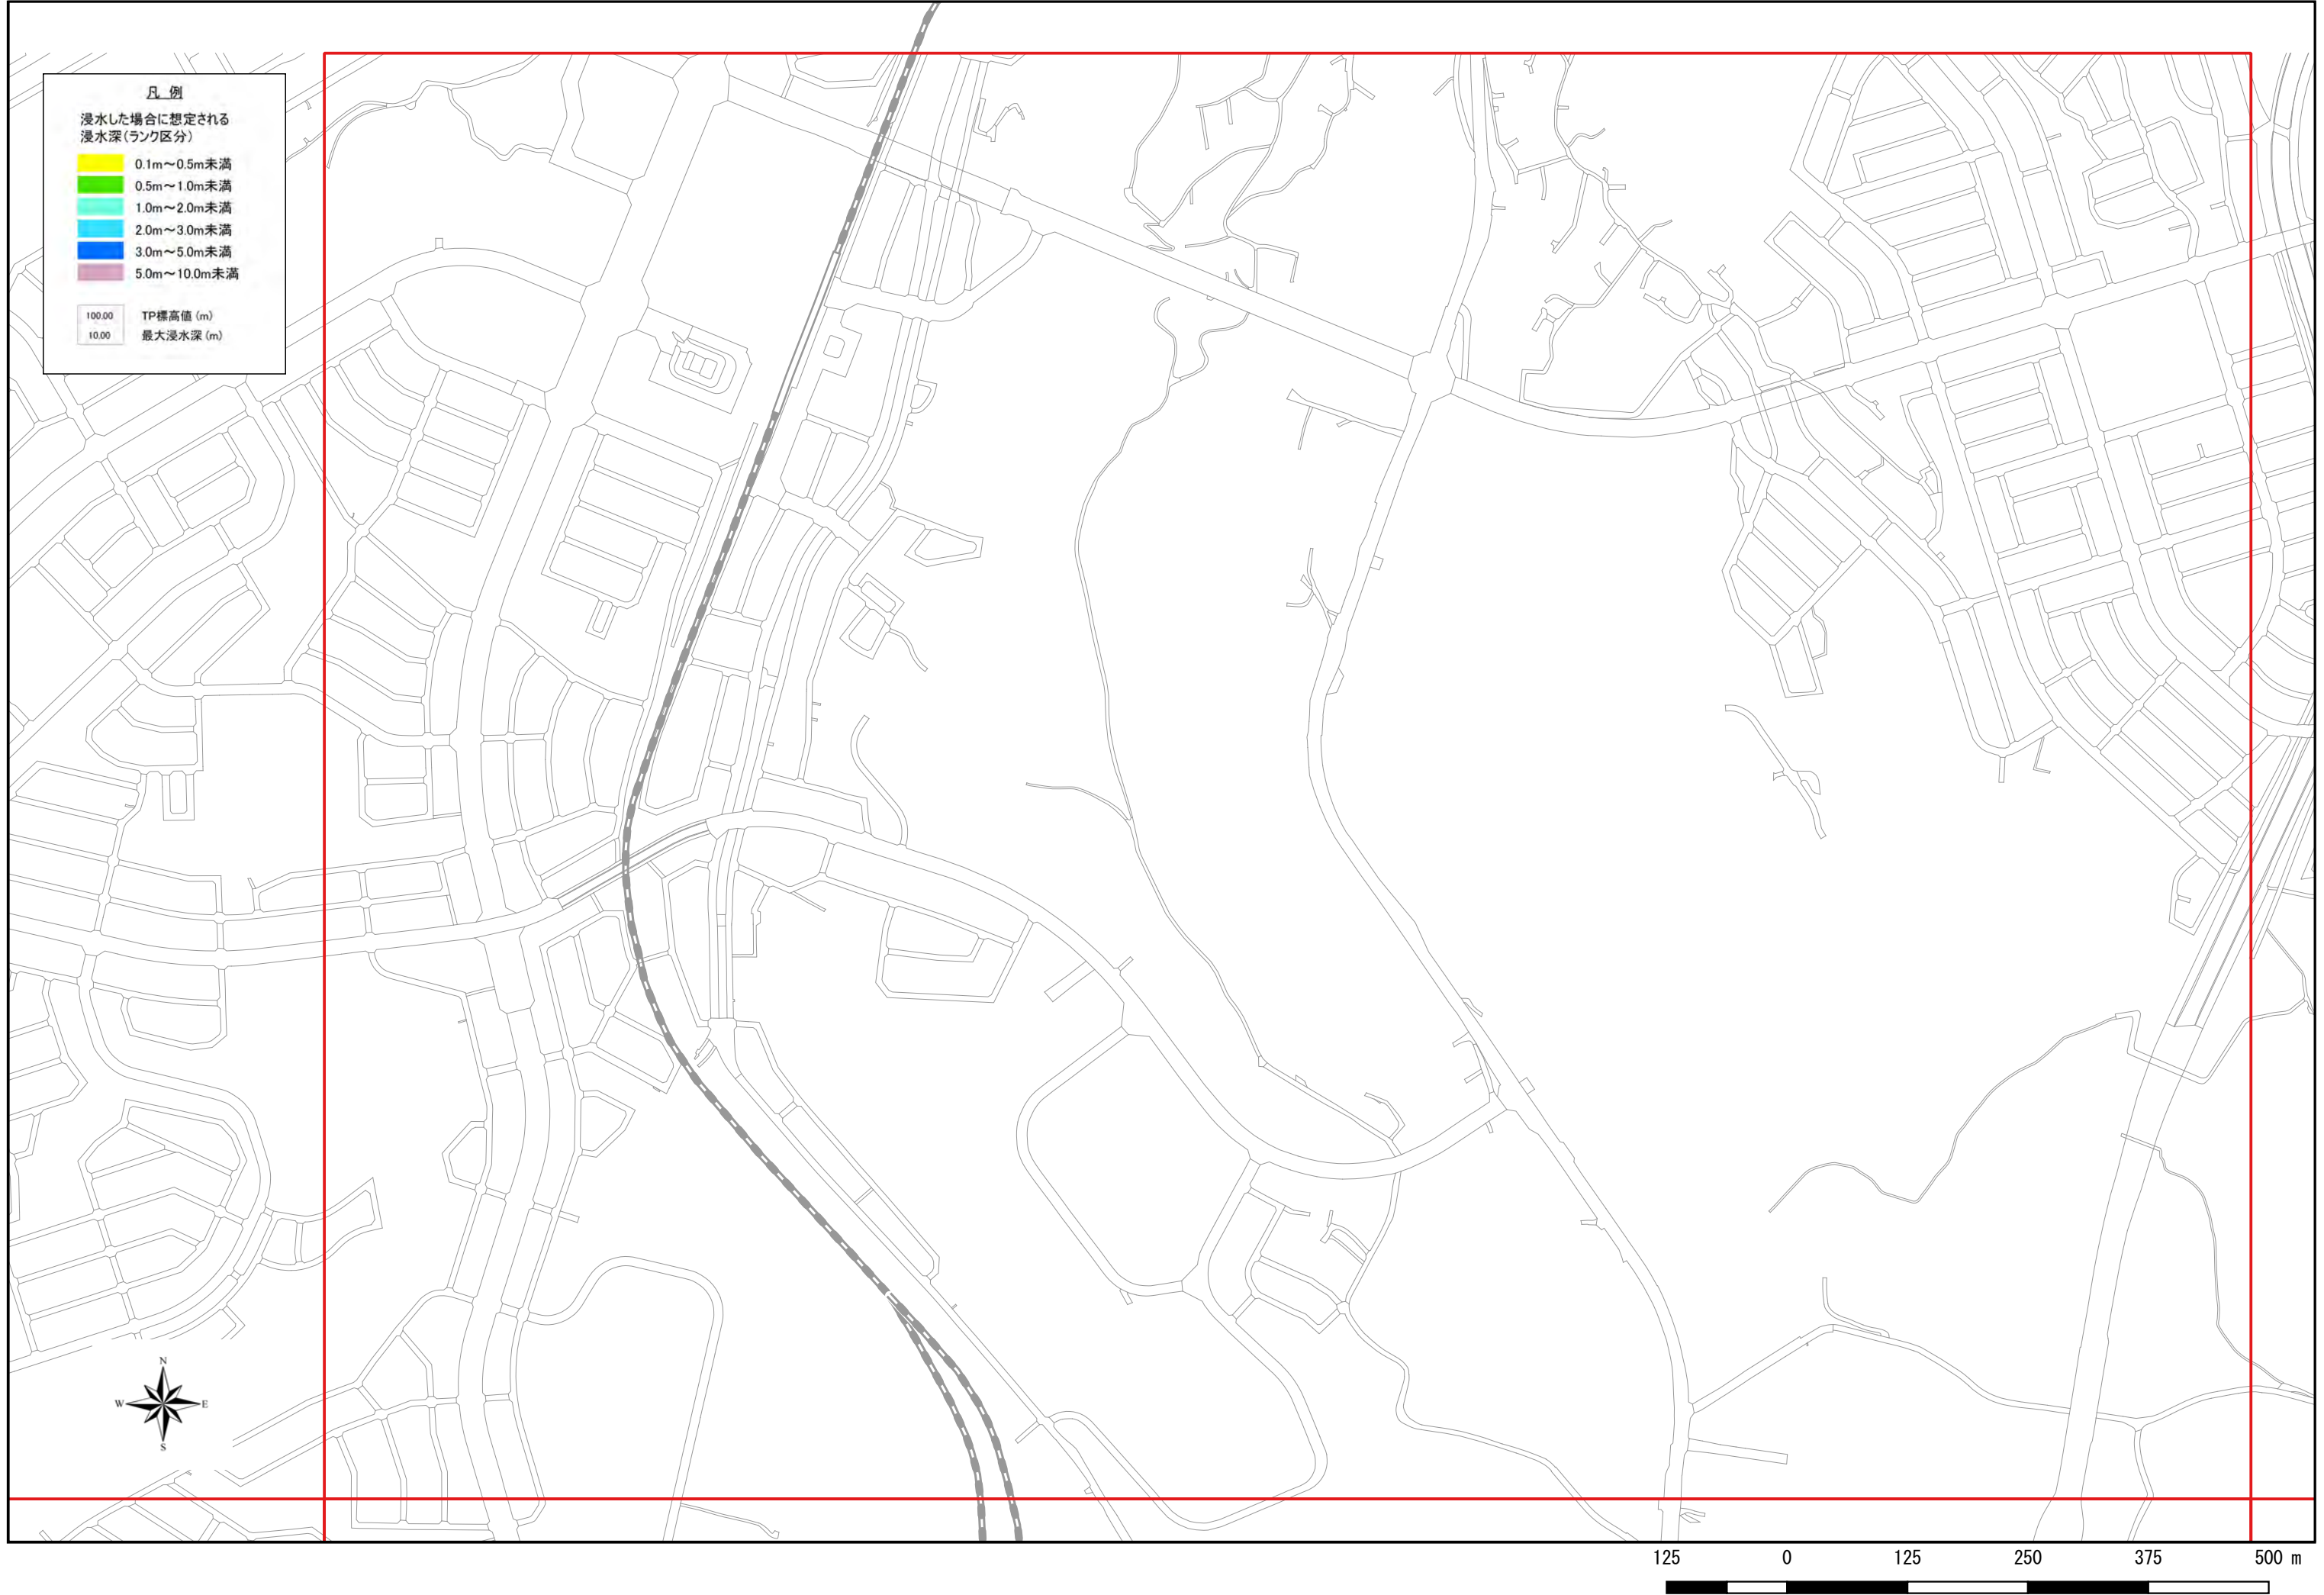 凡 例
浸水した場合に想定される
浸水深(ランク区分)
0.1m～0.5m未満
0.5m～1.0m未満
1.0m～2.0m未満
2.0m～3.0m未満
3.0m～5.0m未満
5.0m～10.0m未満
100.00 TP標高値 (m)
10.00 最大浸水深 (m)
N
W E
S
125 0 125 250 375 500 m